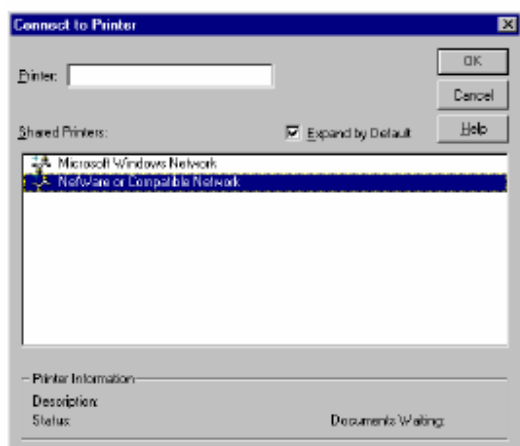 Connect to Printer
OK
Printer:
Cancel
Shared Printers:
Expand by Default
Help
Microsoft Windows Network
NetWare or Compatible Network
Printer Information
Description:
Status:
Documents Waiting: